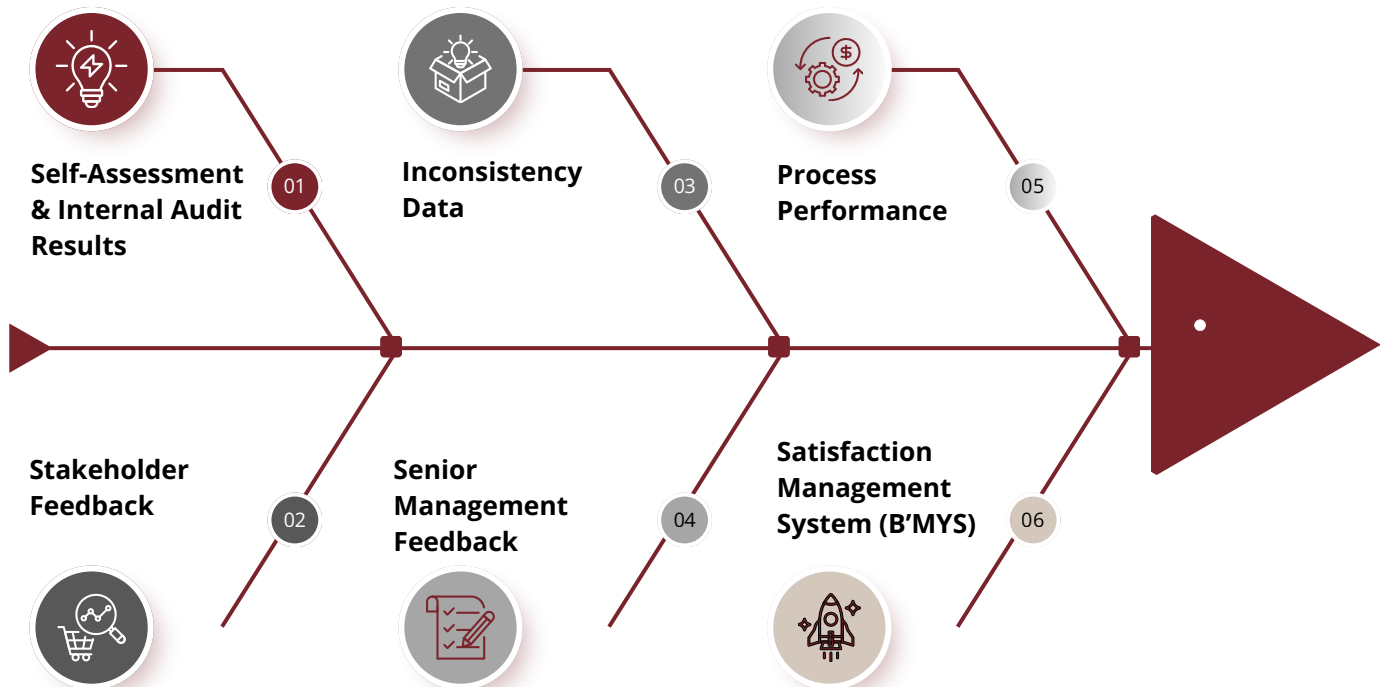 Self-Assessment
& Internal Audit
Results
01
Inconsistency
Data
03
Process
Performance
05
$
Stakeholder
Feedback
02
Senior
Management
Feedback
04
Satisfaction
Management
System (B’MYS)
06